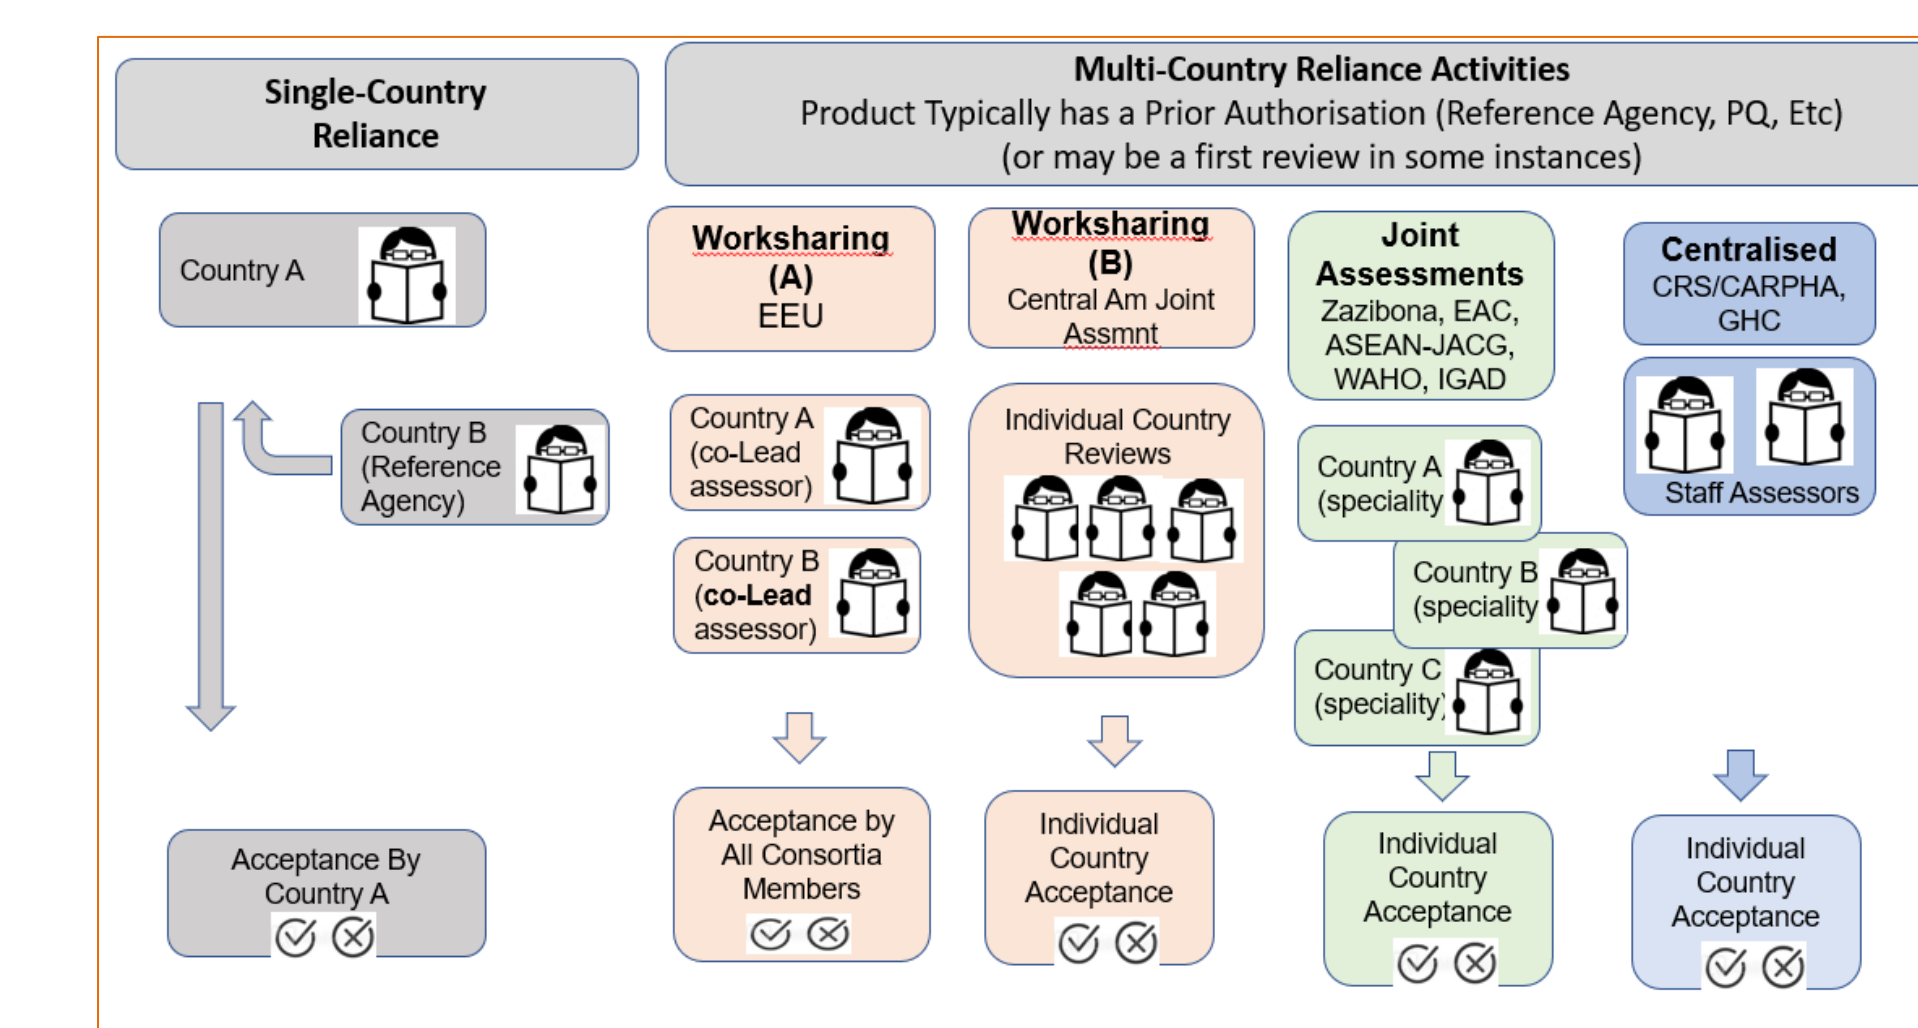 Single-Country
Reliance
Multi-Country Reliance Activities
Product Typically has a Prior Authorisation (Reference Agency, PQ, Etc)
(or may be a first review in some instances)
Country A
Country B
(Reference
Agency)
Acceptance By
Country A
Worksharing
(A)
EEU
Country A
(co-Lead
assessor)
Country B
(co-Lead
assessor)
Acceptance by
All Consortia
Members
Worksharing
(B)
Central Am Joint
Assmnt
Individual Country
Reviews
Individual
Country
Acceptance
Joint
Assessments
Zazibona, EAC,
ASEAN-JACG,
WAHO, IGAD
Country A
(speciality
Country B
(speciality
Country C
(speciality)
Individual
Country
Acceptance
Centralised
CRS/CARPHA,
GHC
Staff Assessors
Individual
Country
Acceptance